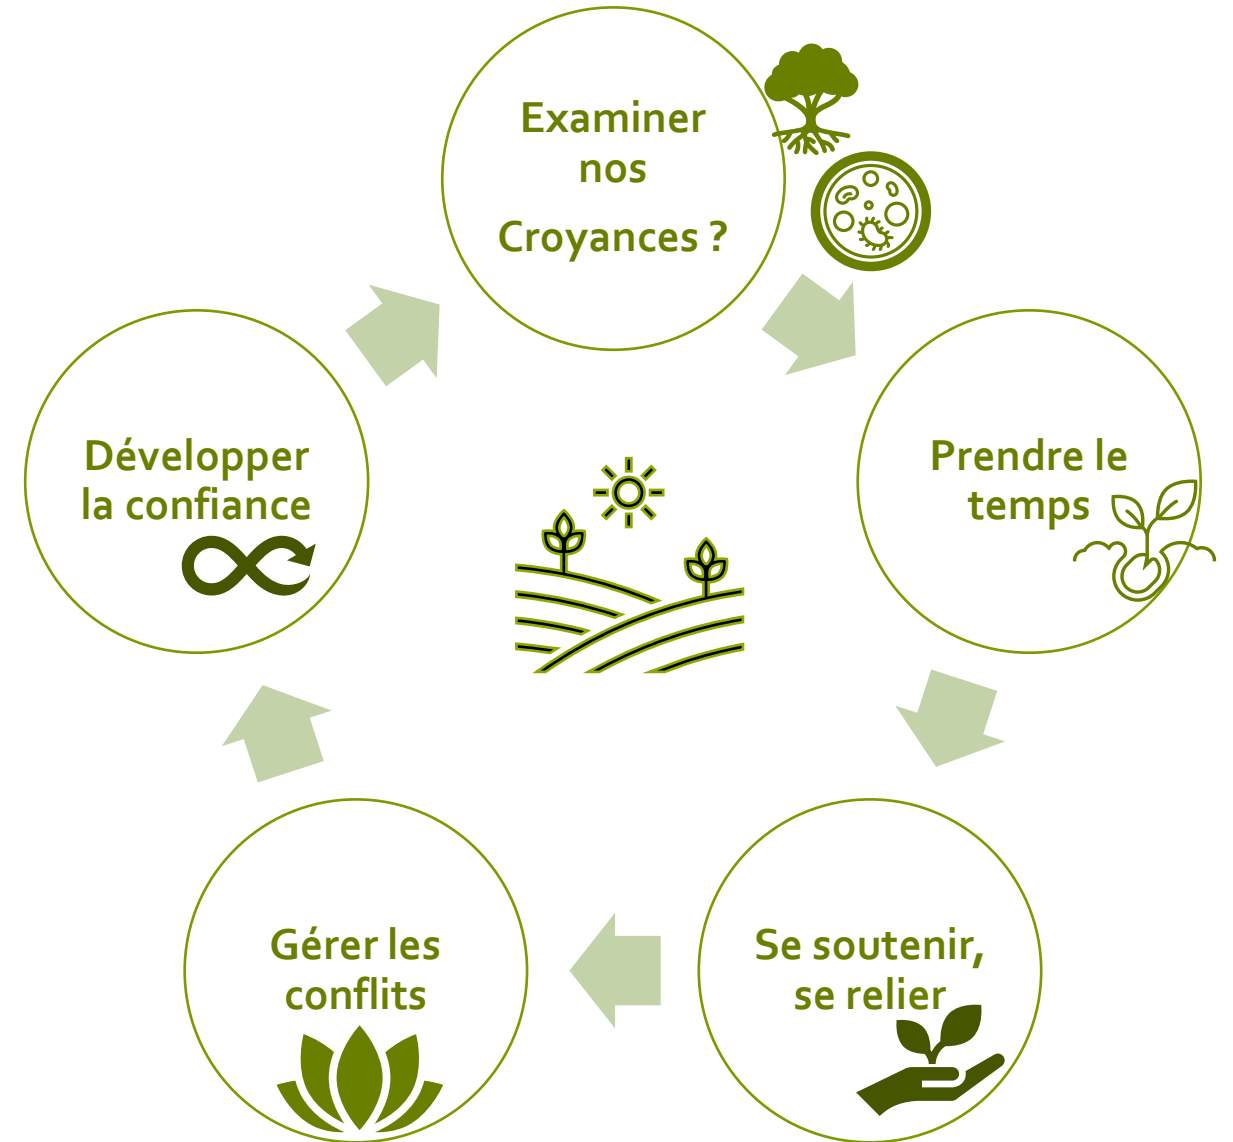 Examiner
nos
Croyances ?
Prendre le
temps
Se soutenir,
se relier
Gérer les
conflits
Développer
la confiance